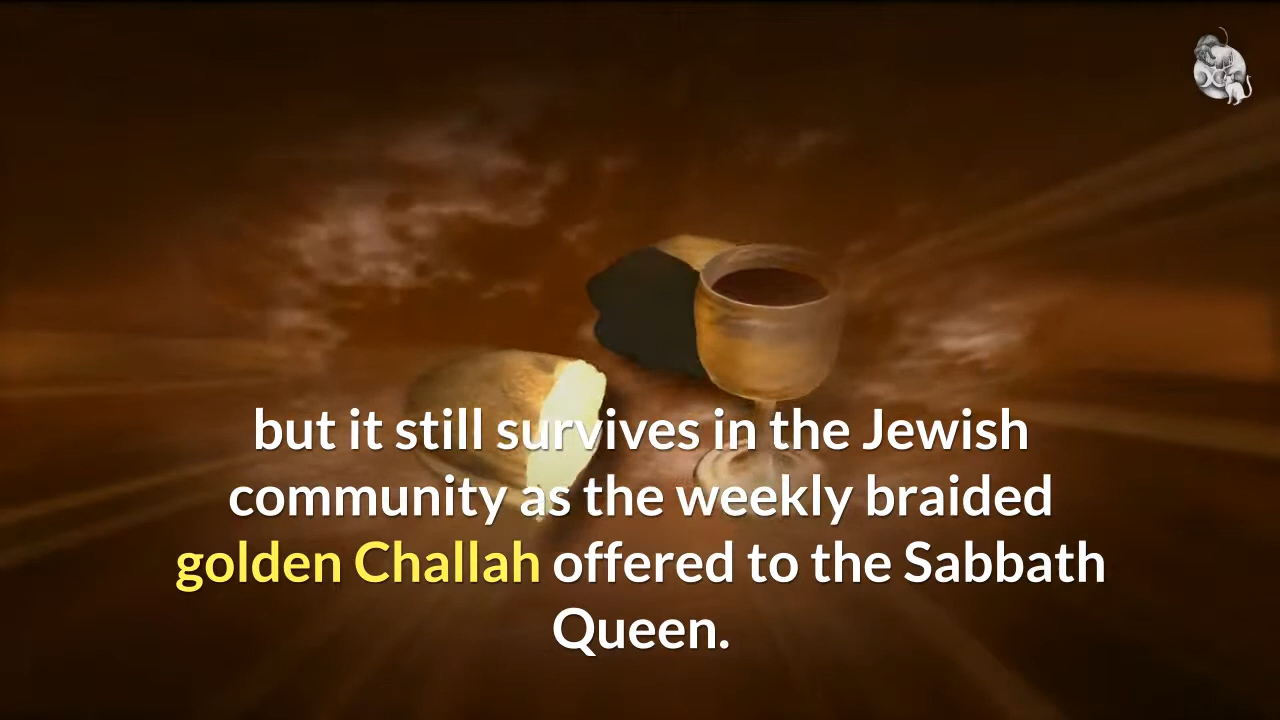 but it still survives in the Jewish
community as the weekly braided
golden Challah offered to the Sabbath
Queen.